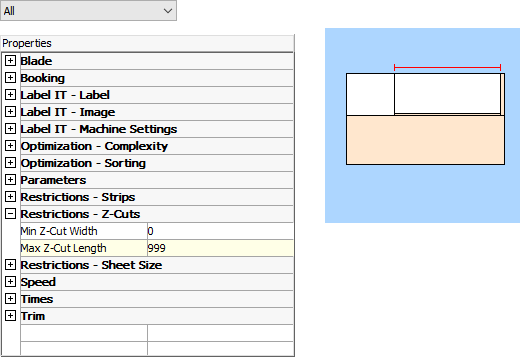 All
Properties
Blade
Booking
Label IT - Label
Label IT - Image
Label IT - Machine Settings
Optimization - Complexity
Optimization - Sorting
Parameters
Restrictions - Strips
Restrictions - Z-Cuts
Min Z-Cut Width 0
Max Z-Cut Length 999
Restrictions - Sheet Size
Speed
Times
Trim